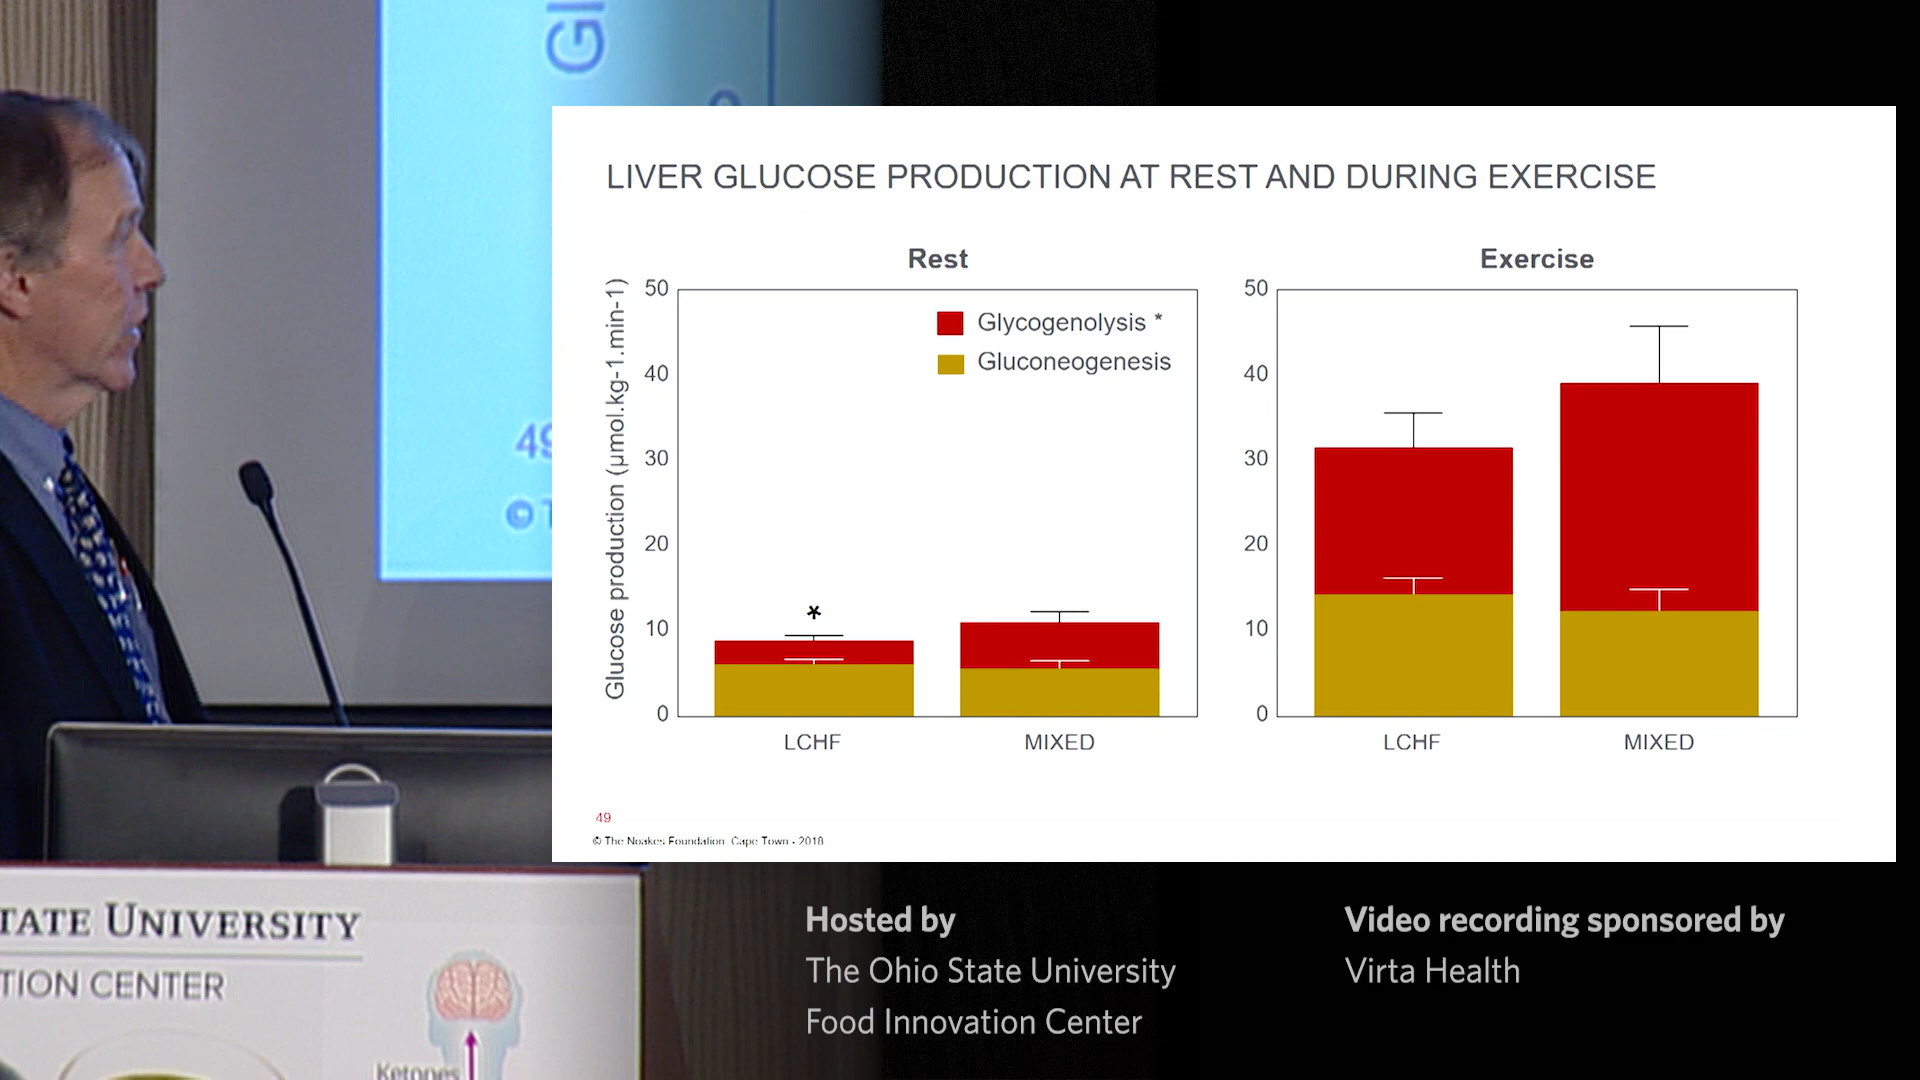 Gl
49
©
LIVER GLUCOSE PRODUCTION AT REST AND DURING EXERCISE
Rest
Glucose production (µmol.kg-1.min-1)
50
40
30
20
10
0
Glycogenolysis *
Gluconeogenesis
*
LCHF
MIXED
Exercise
50
40
30
20
10
0
LCHF
MIXED
49
© The Noakes Foundation Cape Town - 2018
TATE UNIVERSITY
TION CENTER
Ketones
Hosted by
The Ohio State University
Food Innovation Center
Video recording sponsored by
Virta Health